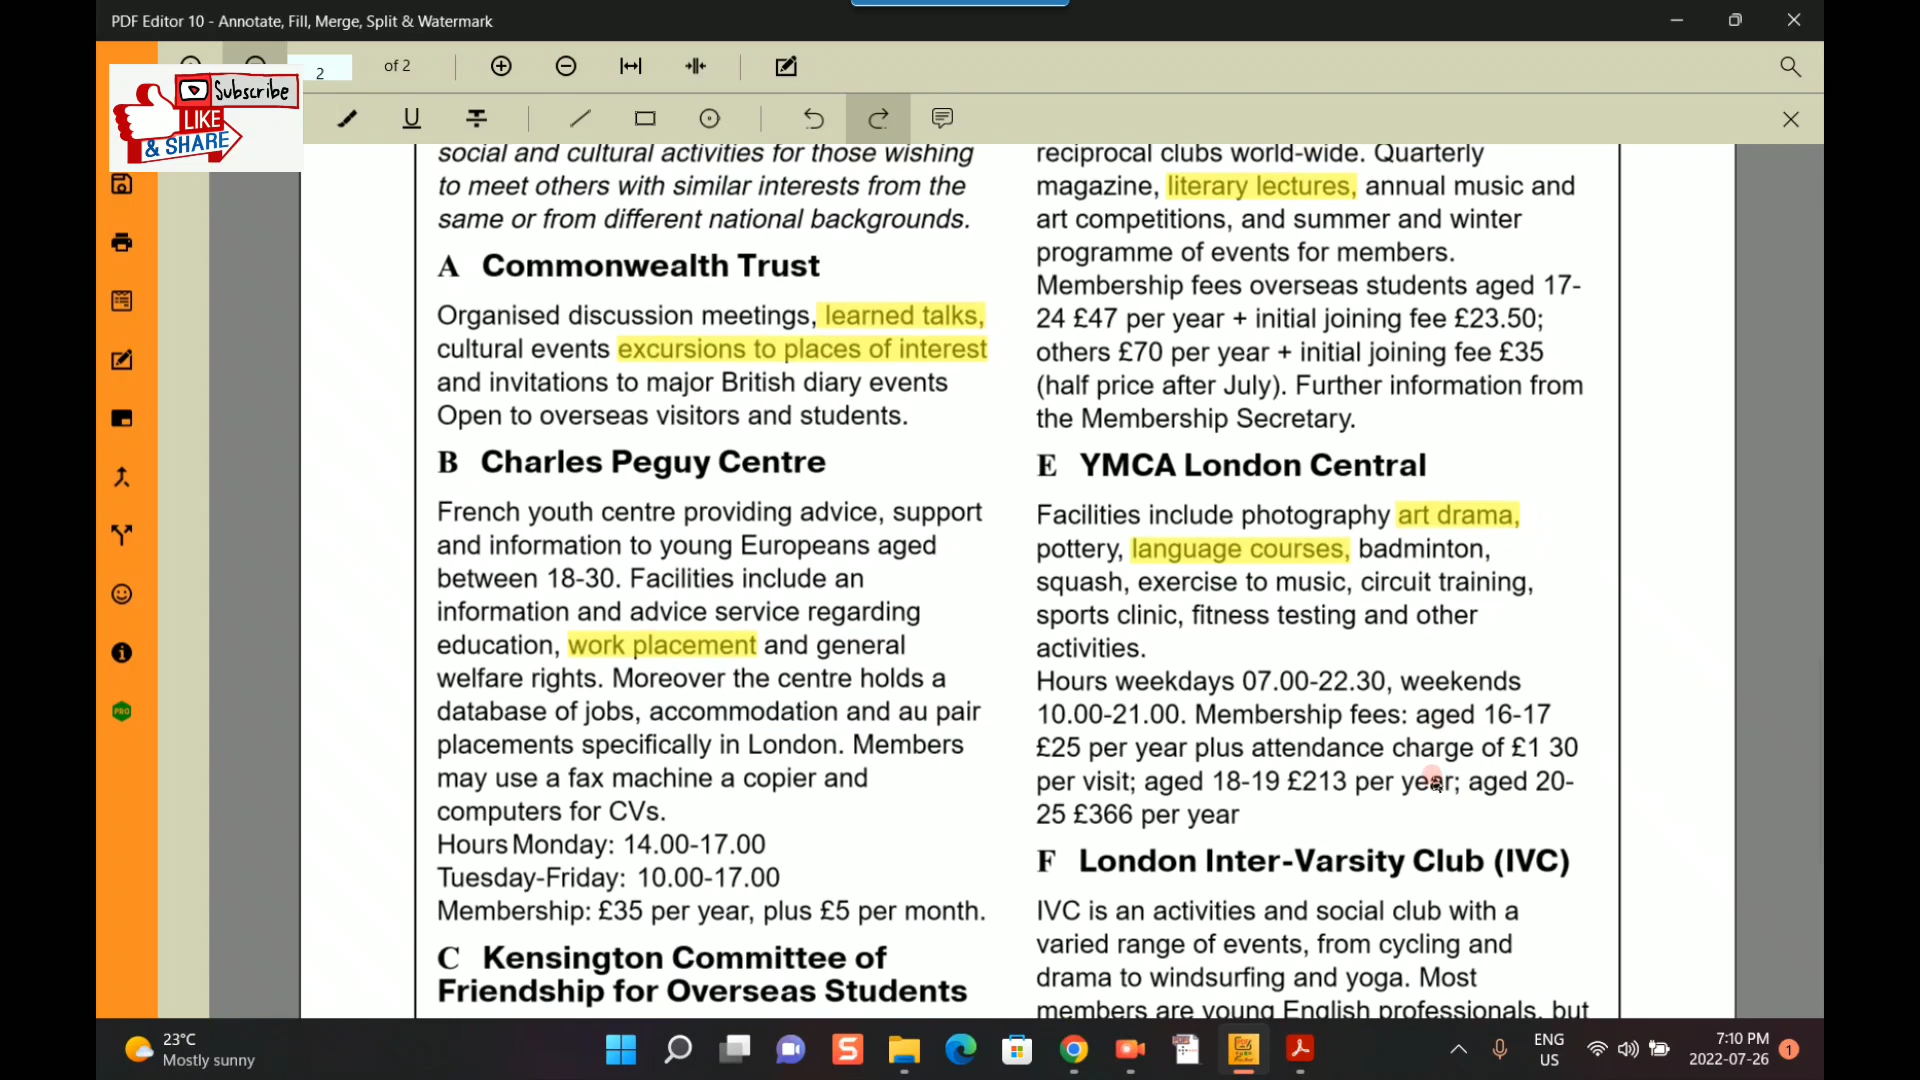 PDF Editor 10 - Annotate, Fill, Merge, Split & Watermark
2
of 2
Subscribe
LIKE
& SHARE
social and cultural activities for those wishing
to meet others with similar interests from the
same or from different national backgrounds.
A Commonwealth Trust
Organised discussion meetings, learned talks,
cultural events excursions to places of interest
and invitations to major British diary events
Open to overseas visitors and students.
B Charles Peguy Centre
French youth centre providing advice, support
and information to young Europeans aged
between 18-30. Facilities include an
information and advice service regarding
education, work placement and general
welfare rights. Moreover the centre holds a
database of jobs, accommodation and au pair
placements specifically in London. Members
may use a fax machine a copier and
computers for CVs.
Hours Monday: 14.00-17.00
Tuesday-Friday: 10.00-17.00
Membership: £35 per year, plus £5 per month.
C Kensington Committee of
Friendship for Overseas Students
reciprocal clubs world-wide. Quarterly
magazine, literary lectures, annual music and
art competitions, and summer and winter
programme of events for members.
Membership fees overseas students aged 17-
24 £47 per year + initial joining fee £23.50;
others £70 per year + initial joining fee £35
(half price after July). Further information from
the Membership Secretary.
E YMCA London Central
Facilities include photography art drama,
pottery, language courses, badminton,
squash, exercise to music, circuit training,
sports clinic, fitness testing and other
activities.
Hours weekdays 07.00-22.30, weekends
10.00-21.00. Membership fees: aged 16-17
£25 per year plus attendance charge of £1 30
per visit; aged 18-19 £213 per year; aged 20-
25 £366 per year
F London Inter-Varsity Club (IVC)
IVC is an activities and social club with a
varied range of events, from cycling and
drama to windsurfing and yoga. Most
members are young English professionals, but
PRO
23°C
Mostly sunny
ENG
US
7:10 PM
2022-07-26
1